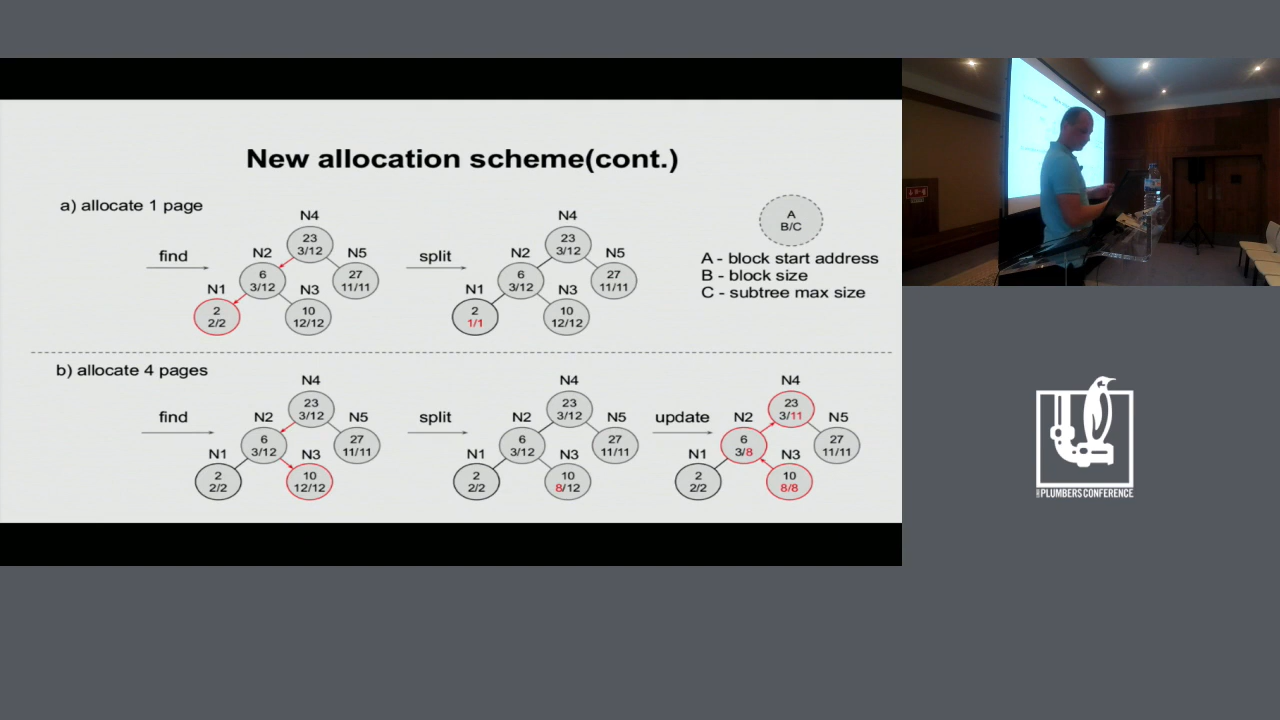 New allocation scheme(cont.)
a) allocate 1 page
find
N4
23
3/12
N2
6
3/12
N5
27
11/11
N1
2
2/2
N3
10
12/12
split
N4
23
3/12
N2
6
3/12
N5
27
11/11
N1
2
1/1
N3
10
12/12
A
B/C
A - block start address
B - block size
C - subtree max size
b) allocate 4 pages
find
N4
23
3/12
N2
6
3/12
N5
27
11/11
N1
2
2/2
N3
10
12/12
split
N4
23
3/12
N2
6
3/12
N5
27
11/11
N1
2
2/2
N3
10
8/12
update
N4
23
3/11
N2
6
3/8
N5
27
11/11
N1
2
2/2
N3
10
8/8
PLUMBERS CONFERENCE